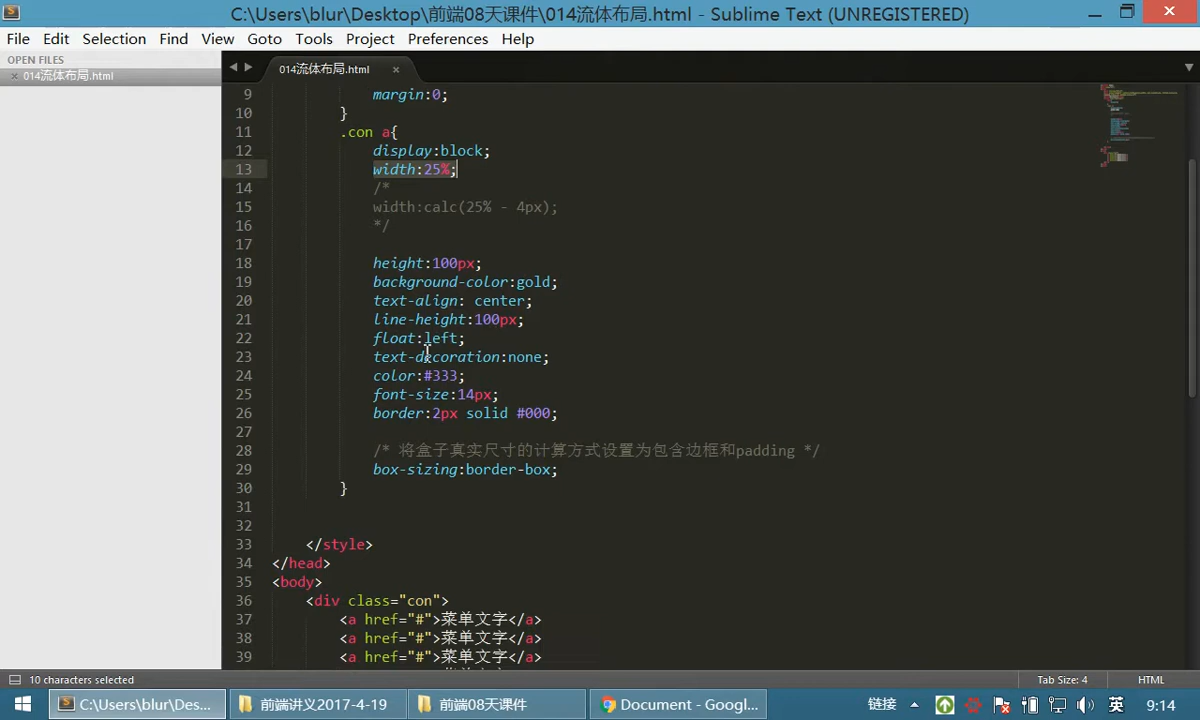 C:\Users\blur\Desktop\前端08天课件\014流体布局.html - Sublime Text (UNREGISTERED)
File Edit Selection Find View Goto Tools Project Preferences Help
OPEN FILES
× 014流体布局.html
014流体布局.html ×
9 margin:0;
10 }
11 .con a{
12 display:block;
13 width:25%;
14 /*
15 width:calc(25% - 4px);
16 */
17
18 height:100px;
19 background-color:gold;
20 text-align: center;
21 line-height:100px;
22 float:left;
23 text-decoration:none;
24 color:#333;
25 font-size:14px;
26 border:2px solid #000;
27
28 /* 将盒子真实尺寸的计算方式设置为包含边框和padding */
29 box-sizing:border-box;
30 }
31
32
33 </style>
34 </head>
35 <body>
36 <div class="con">
37 <a href="#">菜单文字</a>
38 <a href="#">菜单文字</a>
39 <a href="#">菜单文字</a>
10 characters selected Tab Size: 4 HTML
C:\Users\blur\Des... 前端讲义2017-4-19 前端08天课件 Document - Googl... 链接 英 9:14